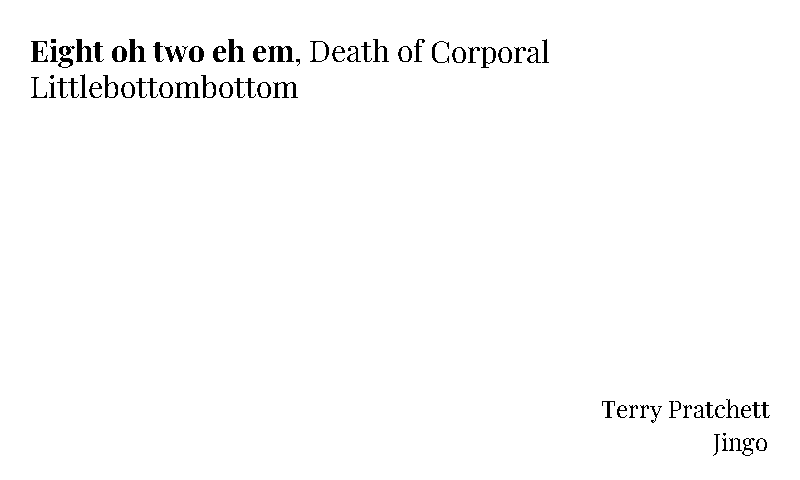 Eight oh two eh em, Death of Corporal
Littlebottombottom
Terry Pratchett
Jingo